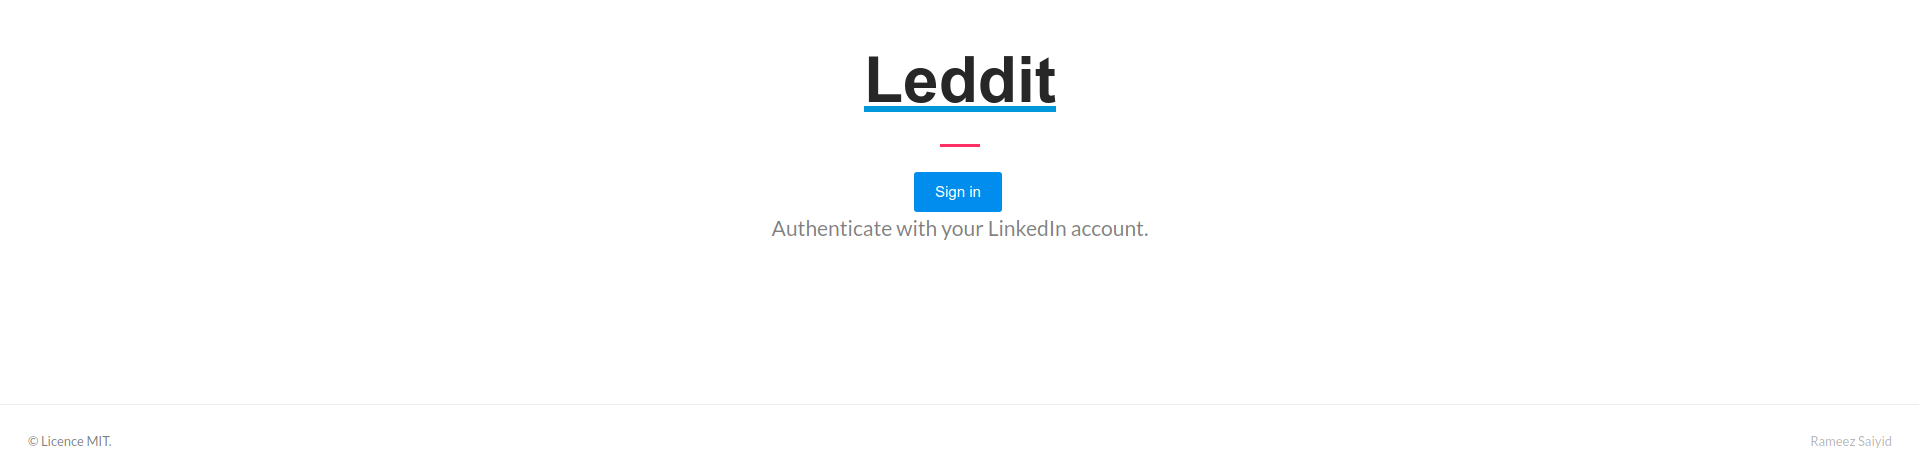 Leddit
Sign in
Authenticate with your LinkedIn account.
© Licence MIT.
Rameez Saiyid